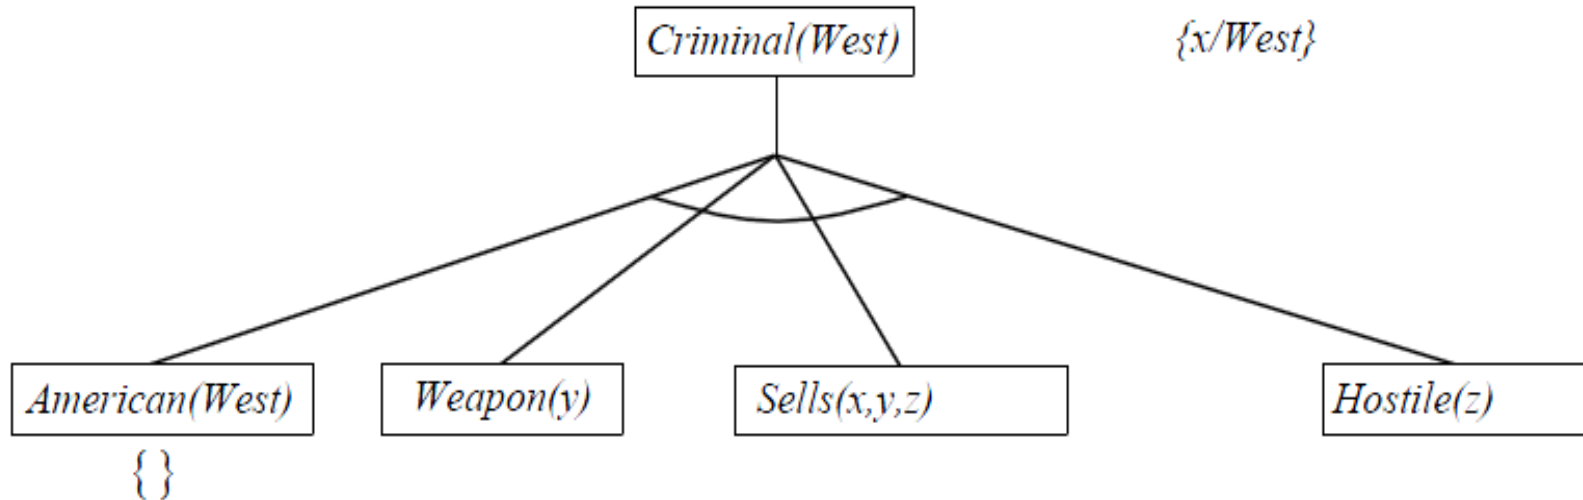 Criminal(West)
{x/West}
American(West)
Weapon(y)
Sells(x,y,z)
Hostile(z)
{ }